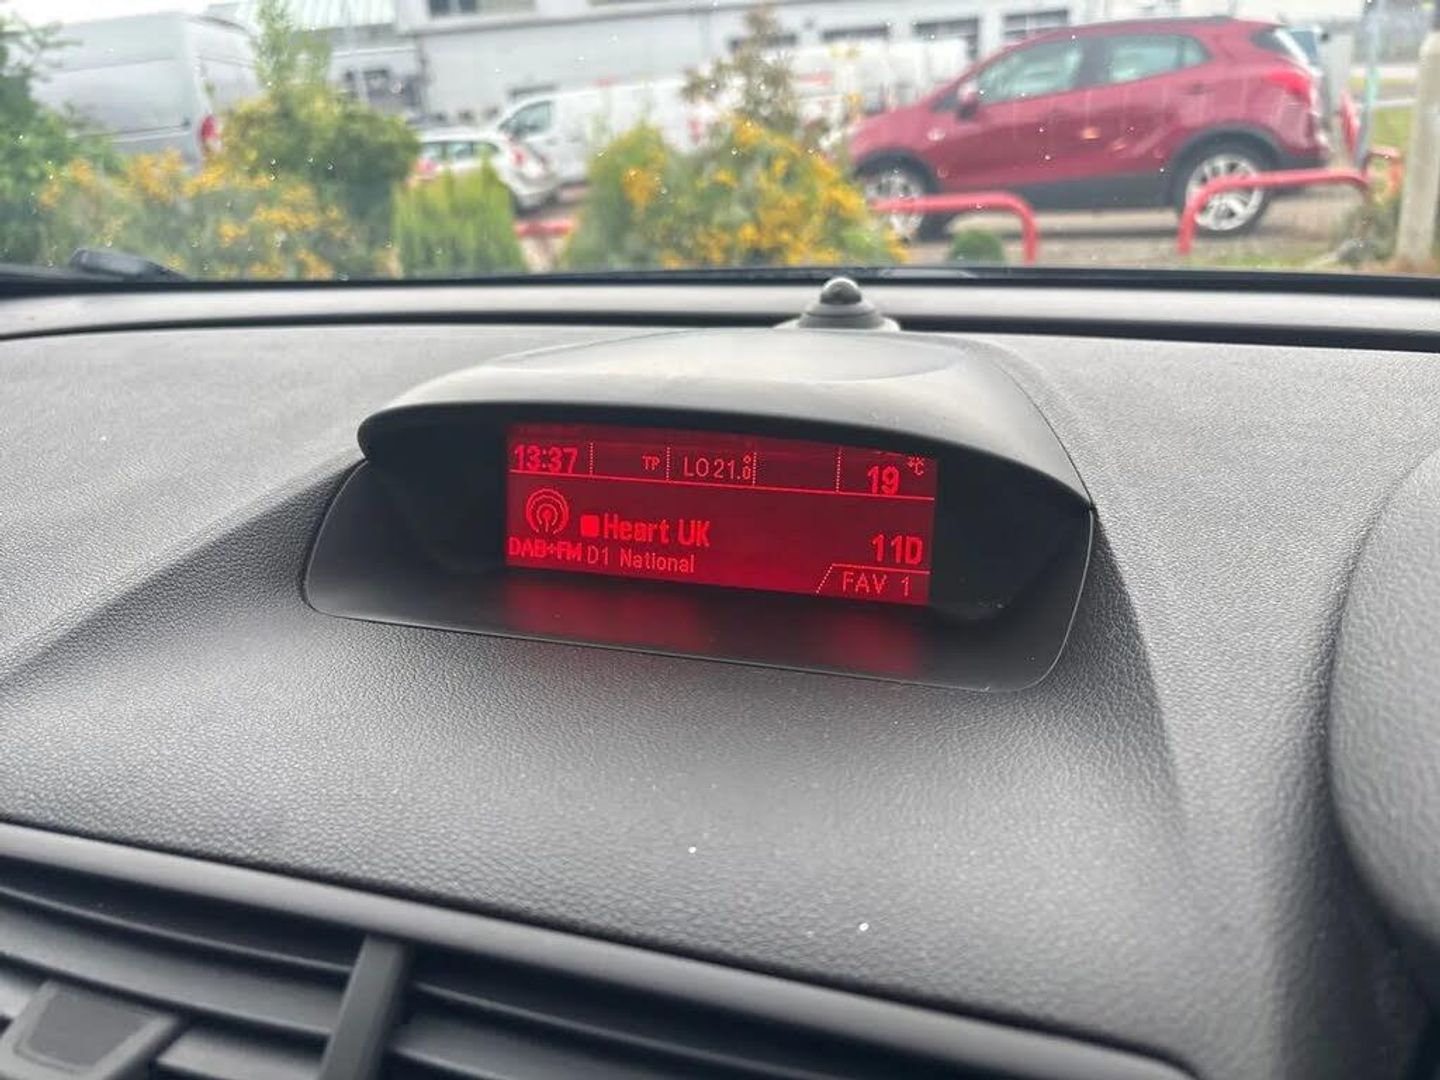 13:37 TP LO 21.0° 19 °C
Heart UK 11D
DAB+FM D1 National
FAV 1